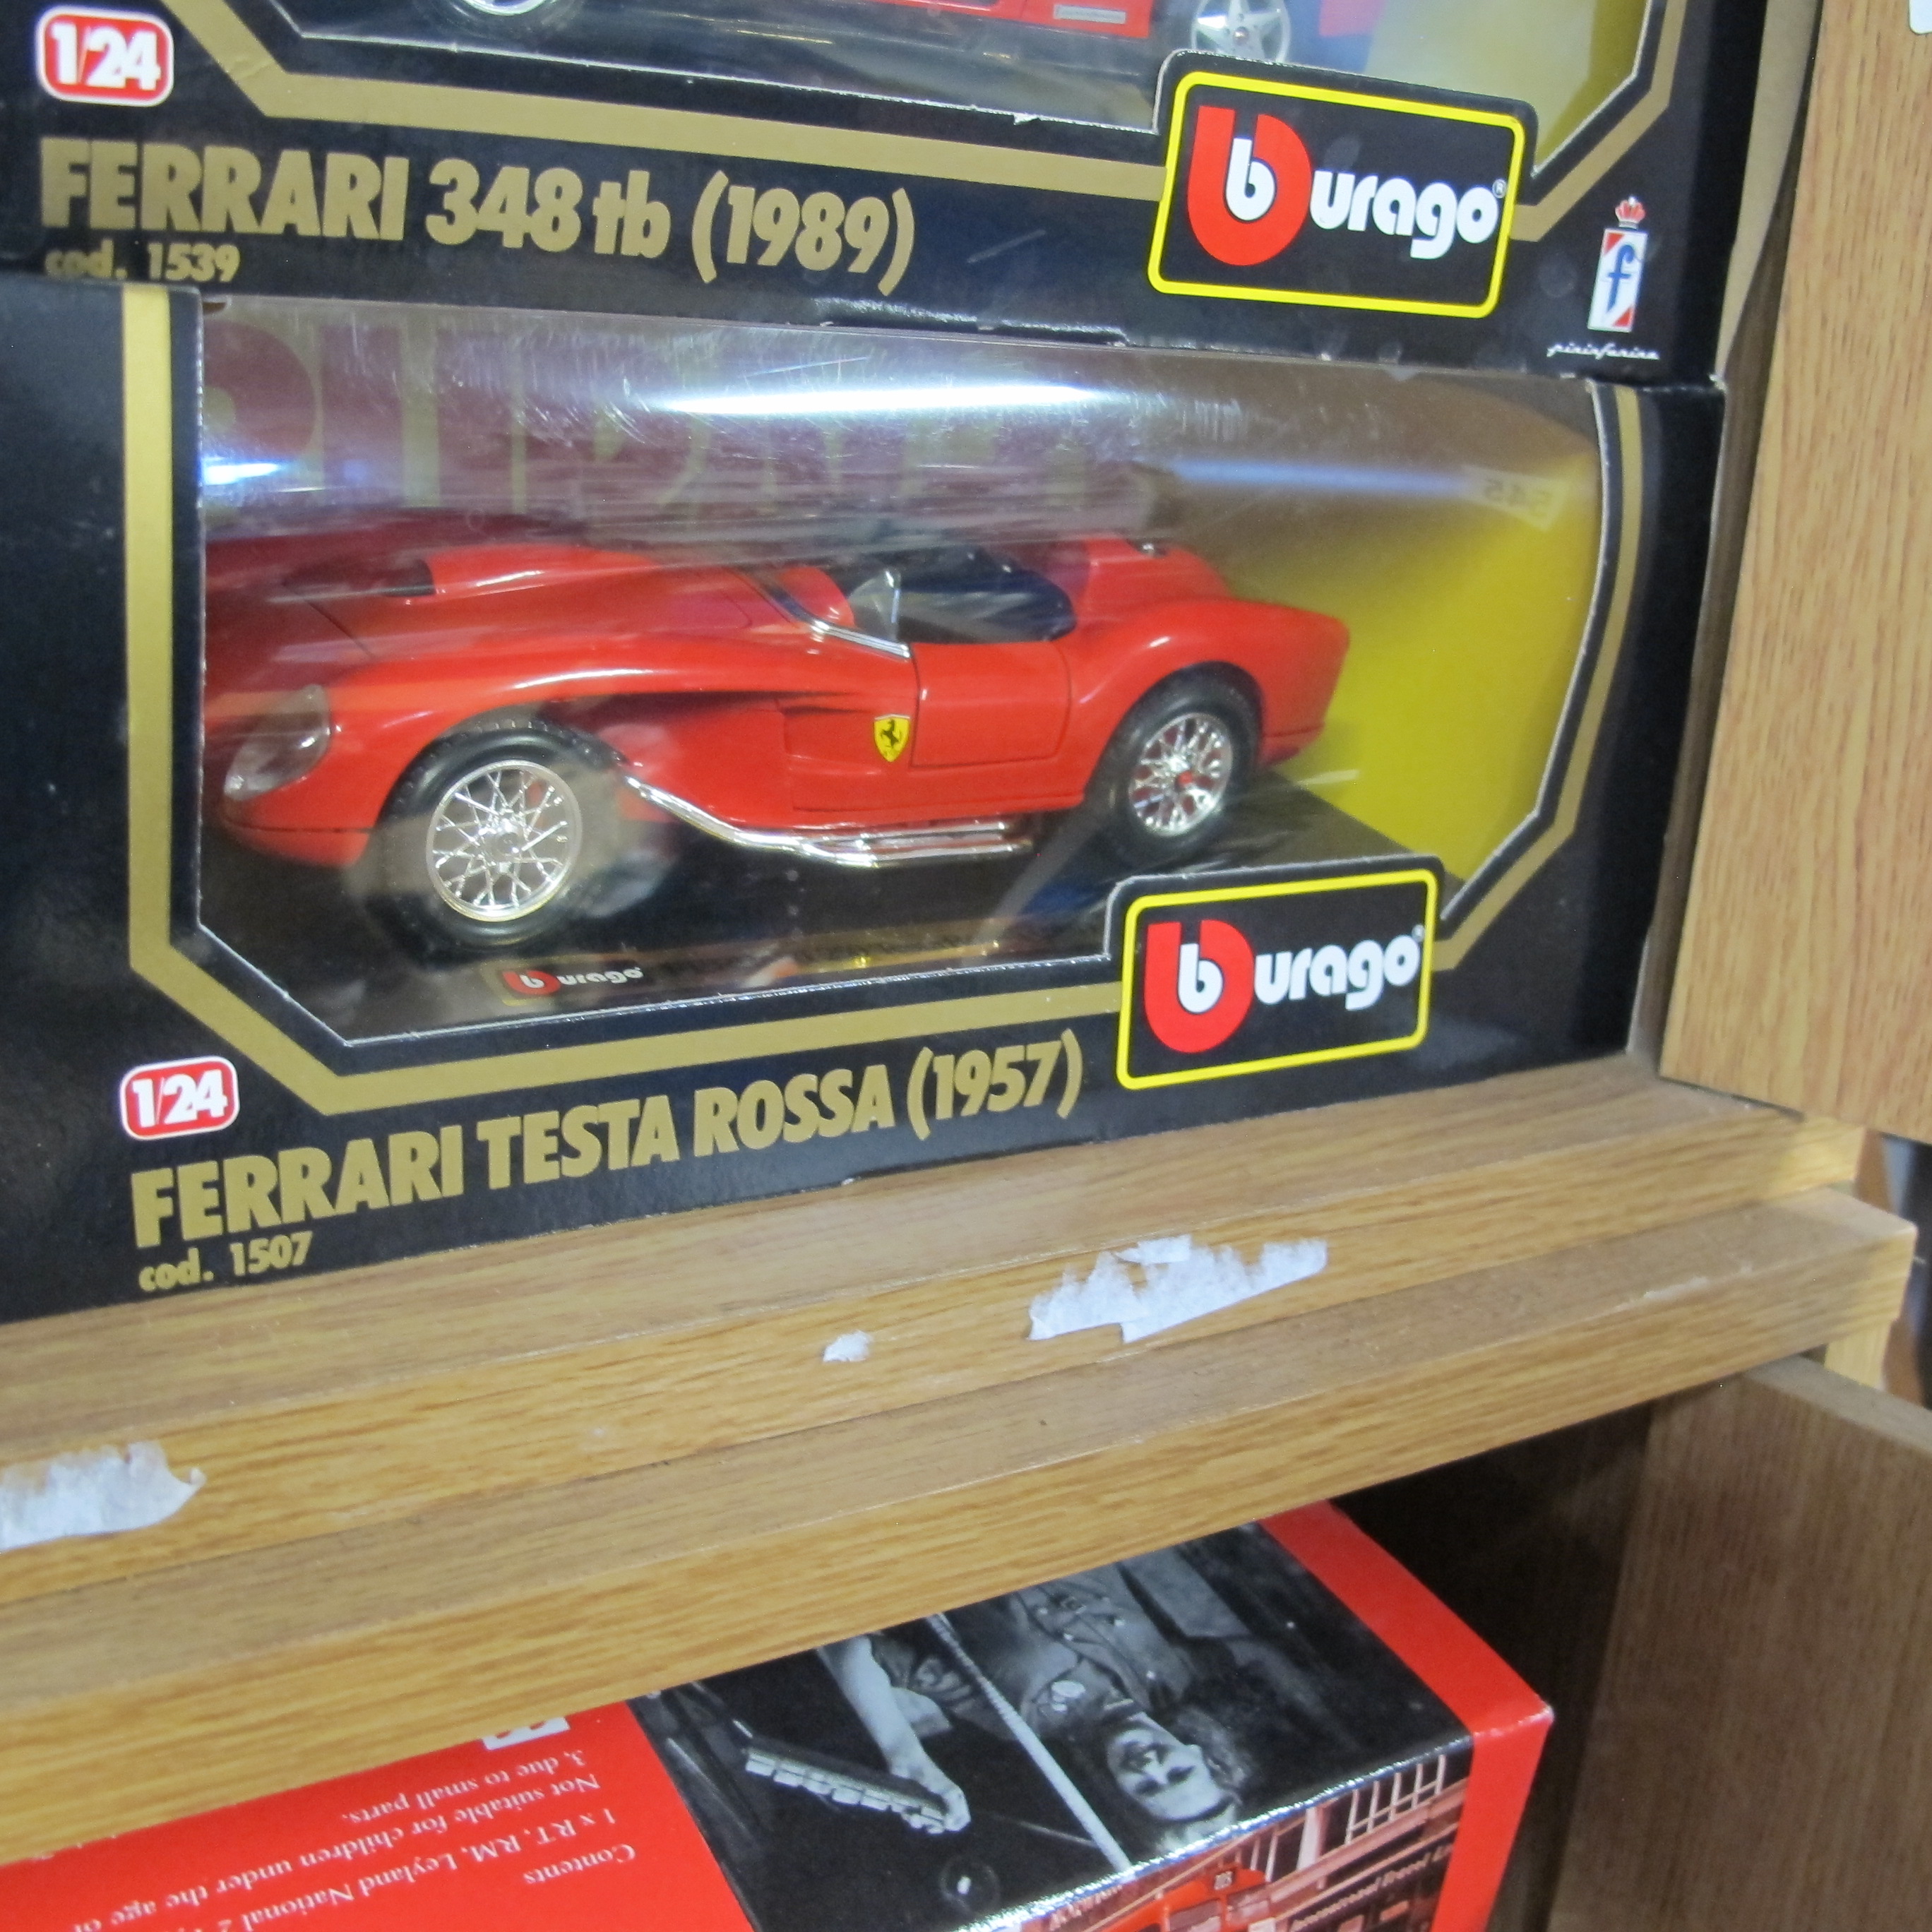 1/24
burago®
FERRARI 348 tb (1989)
cod. 1539
f
pininfarina
545
burago
burago
1/24
FERRARI TESTA ROSSA (1957)
cod. 1507
3, due to small parts.
Not suitable for children under the age of
1 x RT, RM, Leyland National 2
Contents